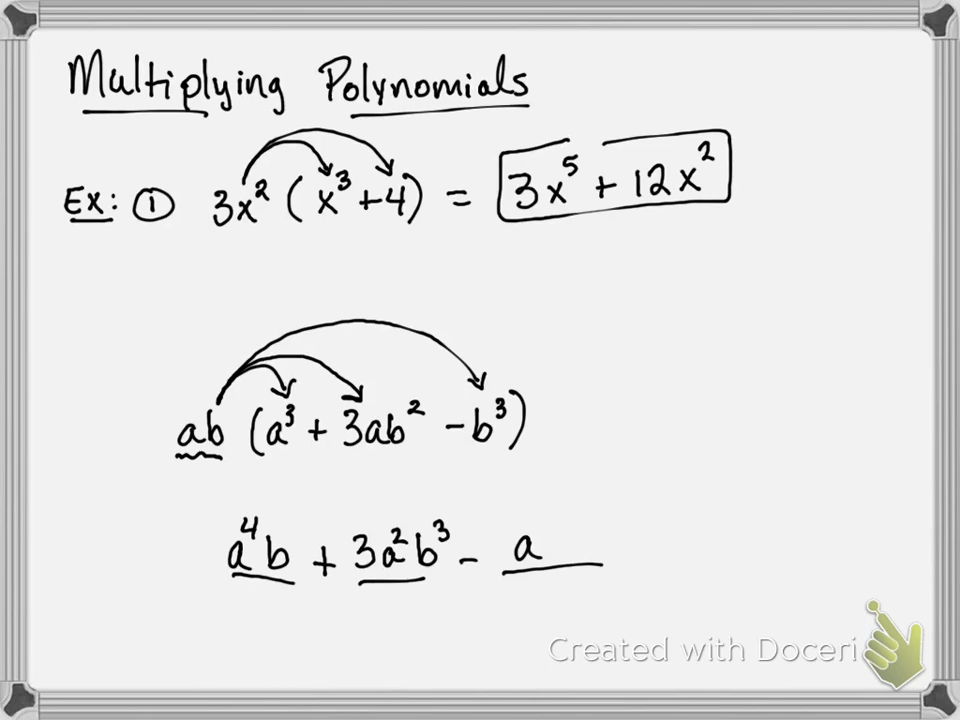 Multiplying Polynomials
Ex: ① 3x² (x³ + 4) = 3x⁵ + 12x²
ab (a³ + 3ab² - b³)
a⁴b + 3a²b³ - a
Created with Doceri